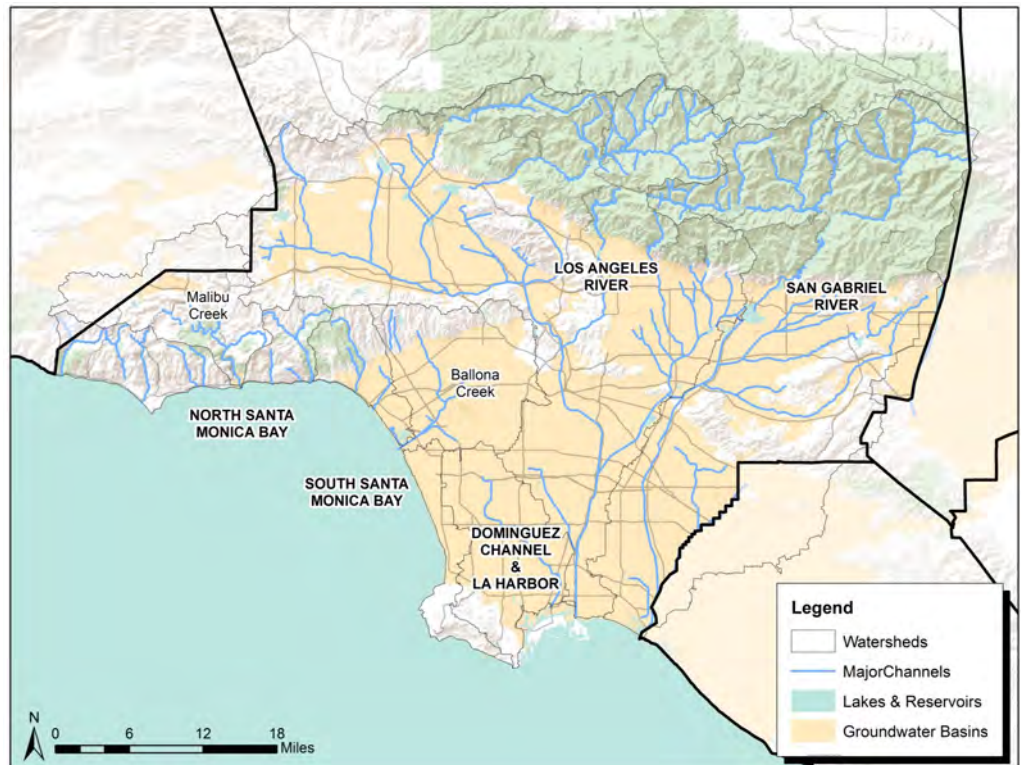 LOS ANGELES
RIVER
SAN GABRIEL
RIVER
Malibu
Creek
Ballona
Creek
NORTH SANTA
MONICA BAY
SOUTH SANTA
MONICA BAY
DOMINGUEZ
CHANNEL
&
LA HARBOR
Legend
Watersheds
MajorChannels
Lakes & Reservoirs
Groundwater Basins
N
0 6 12 18
Miles